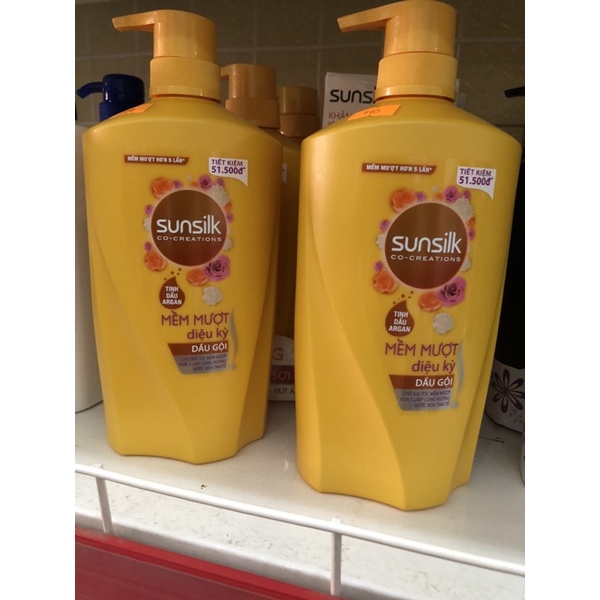 MỀM MƯỢT HƠN 5 LẦN*
TIẾT KIỆM
51.500đ*
sunsilk
CO-CREATIONS
TINH
DẦU
ARGAN
MỀM MƯỢT
diệu kỳ
DẦU GỘI
sunsilk
MỀM MƯỢT HƠN 5 LẦN*
TIẾT KIỆM
51.500đ*
sunsilk
CO-CREATIONS
TINH
DẦU
ARGAN
MỀM MƯỢT
diệu kỳ
DẦU GỘI